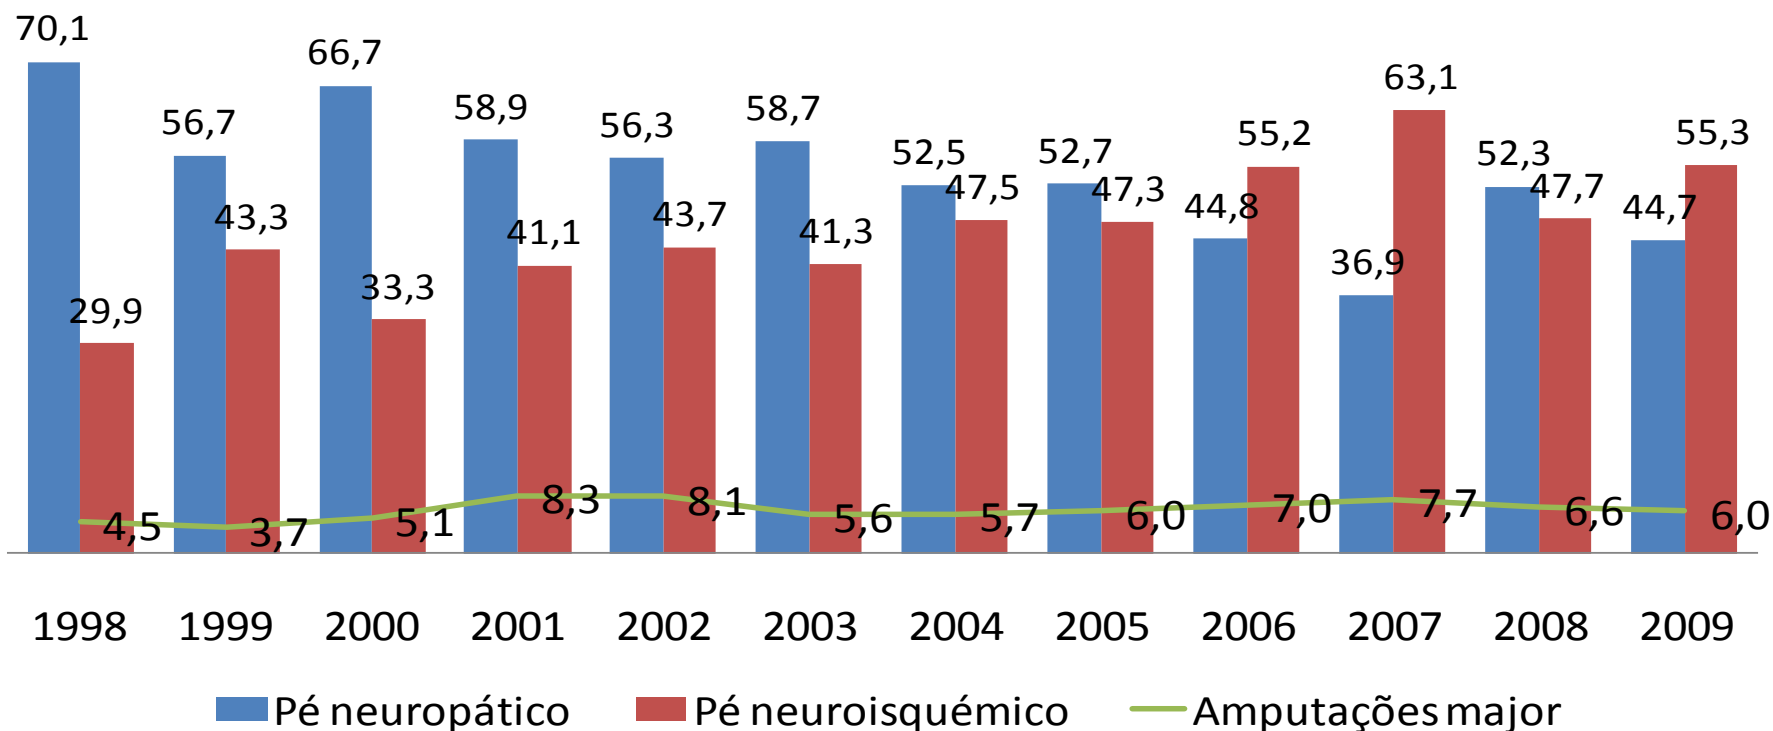 70,1 56,7 66,7 58,9 56,3 58,7 52,5 52,7 44,8 36,9 52,3 44,7
29,9 43,3 33,3 41,1 43,7 41,3 47,5 47,3 55,2 63,1 47,7 55,3
4,5 3,7 5,1 8,3 8,1 5,6 5,7 6,0 7,0 7,7 6,6 6,0
1998 1999 2000 2001 2002 2003 2004 2005 2006 2007 2008 2009
Pé neuropático Pé neuroisquémico Amputações major